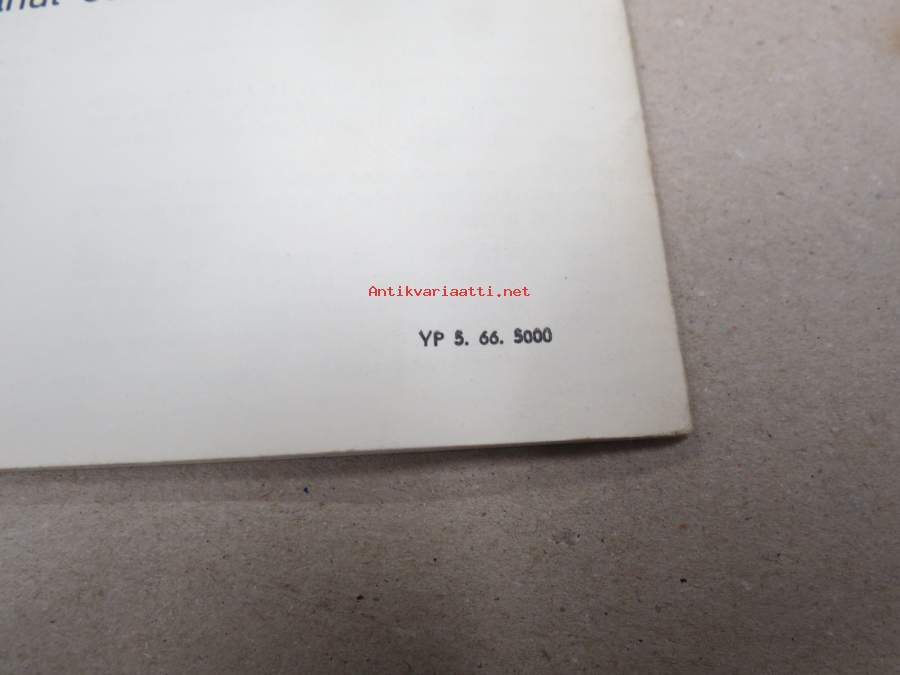 Antikvariaatti.net
YP 5. 66. 5000